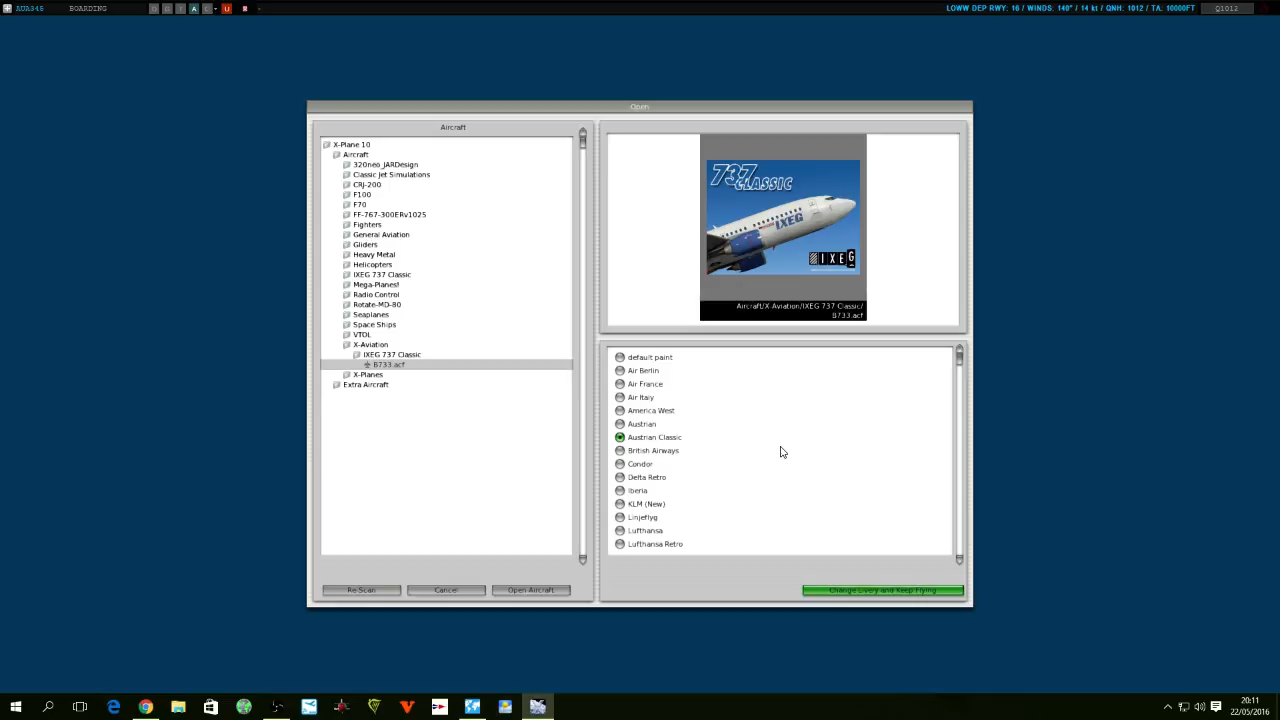 AUA345 BOARDING D G T A C U LOWW DEP RWY: 16 / WINDS: 140° / 14 kt / QNH: 1012 / TA: 10000FT Q1012
Open
Aircraft
X-Plane 10
Aircraft
320neo_JARDesign
Classic Jet Simulations
CRJ-200
F100
F70
FF-767-300ERv1025
Fighters
General Aviation
Gliders
Heavy Metal
Helicopters
IXEG 737 Classic
Mega-Planes!
Radio Control
Rotate-MD-80
Seaplanes
Space Ships
VTOL
X-Aviation
IXEG 737 Classic
B733.acf
X-Planes
Extra Aircraft
Re-Scan
Cancel
Open Aircraft
737
CLASSIC
IXEG
IXEG
Aircraft/X-Aviation/IXEG 737 Classic/
B733.acf
default paint
Air Berlin
Air France
Air Italy
America West
Austrian
Austrian Classic
British Airways
Condor
Delta Retro
Iberia
KLM (New)
Linjeflyg
Lufthansa
Lufthansa Retro
Change Livery and Keep Flying
20:11
22/05/2016